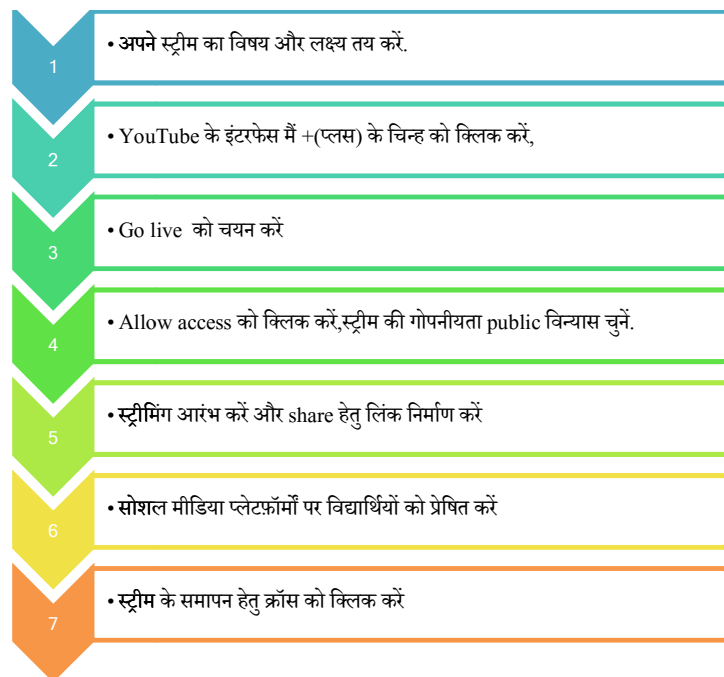 1
• अपने स्ट्रीम का विषय और लक्ष्य तय करें.
2
• YouTube के इंटरफेस मैं +(प्लस) के चिन्ह को क्लिक करें,
3
• Go live को चयन करें
4
• Allow access को क्लिक करें,स्ट्रीम की गोपनीयता public विन्यास चुनें.
5
• स्ट्रीमिंग आरंभ करें और share हेतु लिंक निर्माण करें
6
• सोशल मीडिया प्लेटफ़ॉर्मों पर विद्यार्थियों को प्रेषित करें
7
• स्ट्रीम के समापन हेतु क्रॉस को क्लिक करें